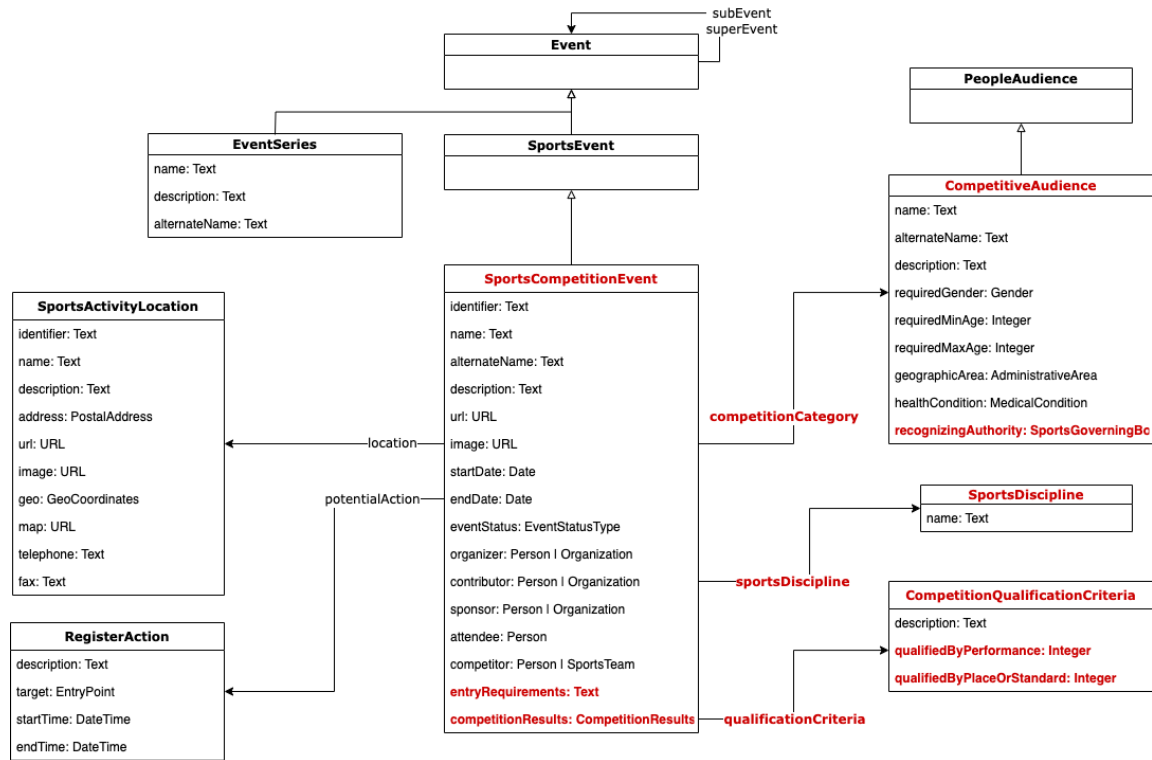 subEvent
superEvent
Event
PeopleAudience
EventSeries
name: Text
description: Text
alternateName: Text
SportsEvent
CompetitiveAudience
name: Text
alternateName: Text
description: Text
requiredGender: Gender
requiredMinAge: Integer
requiredMaxAge: Integer
geographicArea: AdministrativeArea
healthCondition: MedicalCondition
recognizingAuthority: SportsGoverningBo
SportsActivityLocation
identifier: Text
name: Text
description: Text
address: PostalAddress
url: URL
image: URL
geo: GeoCoordinates
map: URL
telephone: Text
fax: Text
location
potentialAction
SportsCompetitionEvent
identifier: Text
name: Text
alternateName: Text
description: Text
url: URL
image: URL
startDate: Date
endDate: Date
eventStatus: EventStatusType
organizer: Person | Organization
contributor: Person | Organization
sponsor: Person | Organization
attendee: Person
competitor: Person | SportsTeam
entryRequirements: Text
competitionResults: CompetitionResults
competitionCategory
sportsDiscipline
qualificationCriteria
SportsDiscipline
name: Text
CompetitionQualificationCriteria
description: Text
qualifiedByPerformance: Integer
qualifiedByPlaceOrStandard: Integer
RegisterAction
description: Text
target: EntryPoint
startTime: DateTime
endTime: DateTime